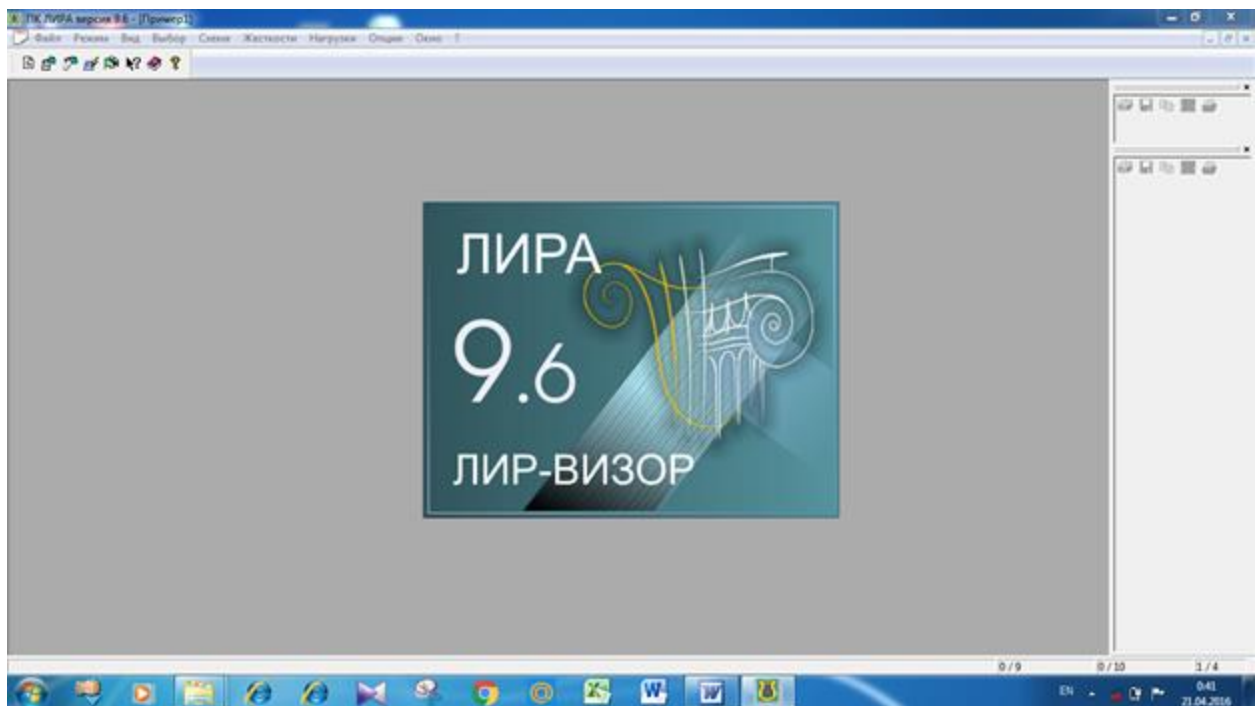 ПК ЛИРА версия 9.6 - [Пример1]
Файл Режим Вид Выбор Схема Жесткости Нагрузки Опции Окно ?
ЛИРА
9.6
ЛИР-ВИЗОР
0 / 9 0 / 10 1 / 4
EN 0:41
21.04.2016